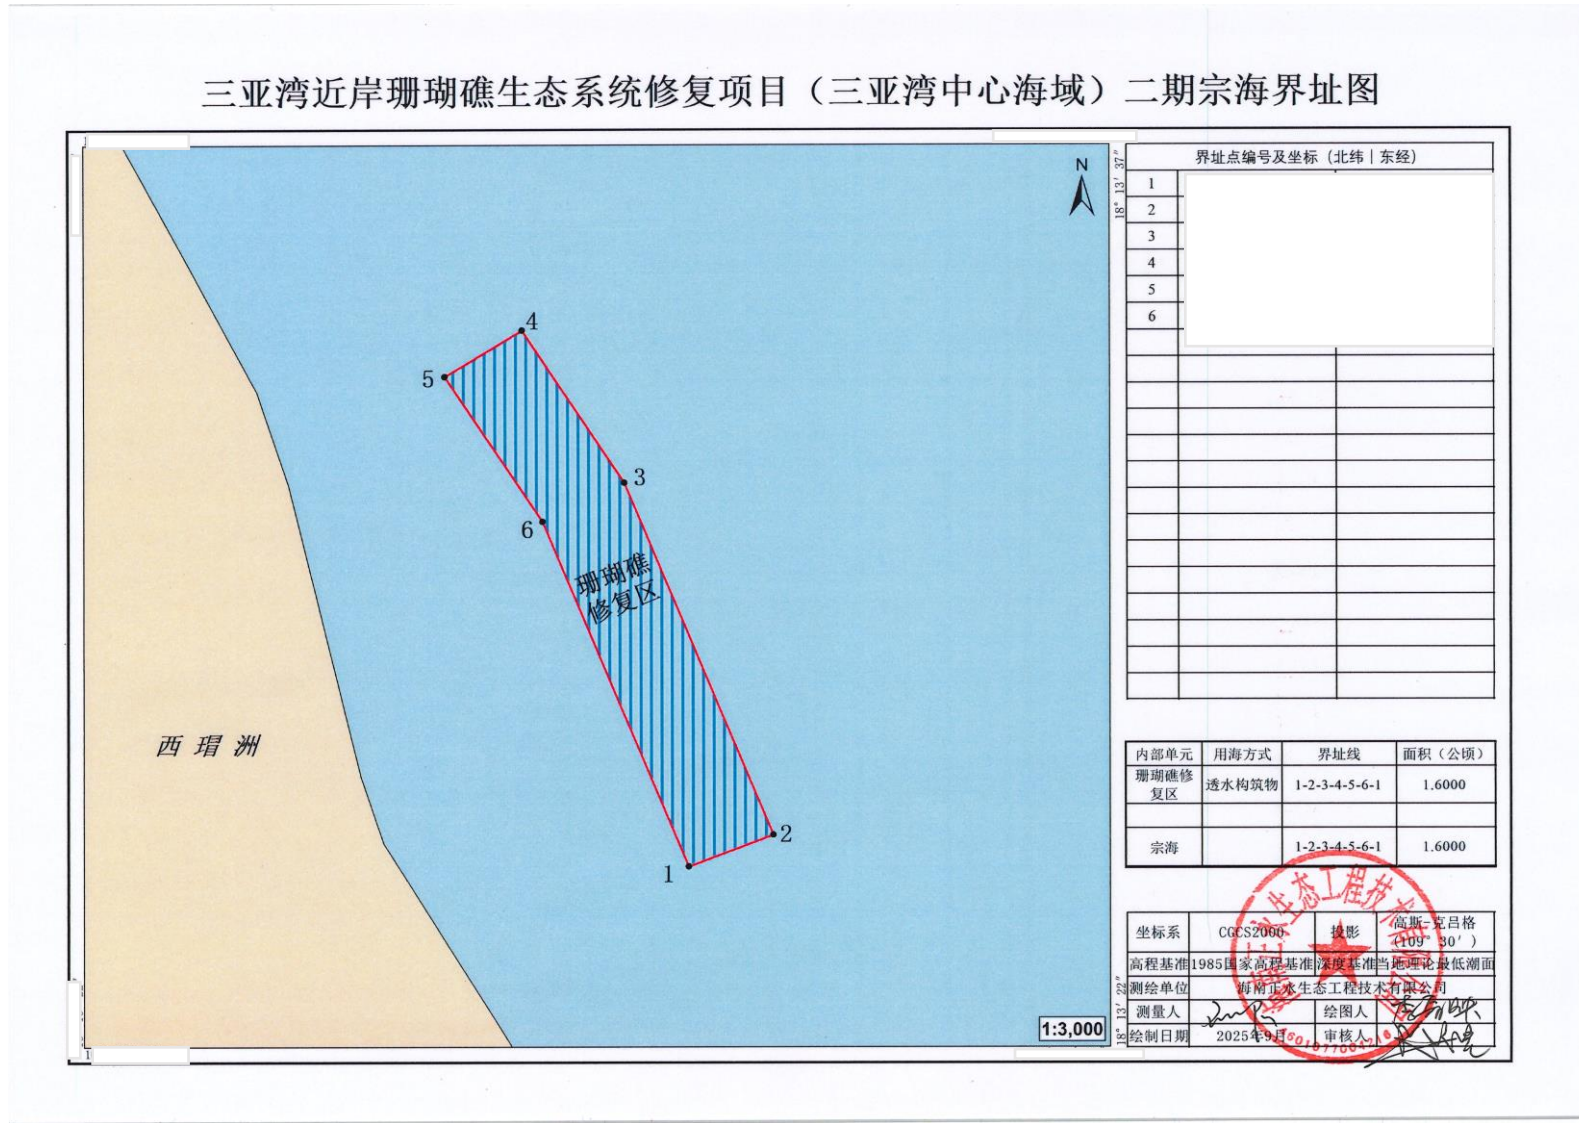 三亚湾近岸珊瑚礁生态系统修复项目（三亚湾中心海域）二期宗海界址图
N
18° 13′ 37″
界址点编号及坐标（北纬｜东经）
1
2
3
4
5
6
4
5
3
6
珊瑚礁
修复区
西瑁洲
2
1
内部单元 用海方式 界址线 面积（公顷）
珊瑚礁修复区 透水构筑物 1-2-3-4-5-6-1 1.6000
宗海 1-2-3-4-5-6-1 1.6000
坐标系 CGCS2000 投影 高斯-克吕格
(109° 30′ )
高程基准 1985国家高程基准 深度基准 当地理论最低潮面
测绘单位 海南正永生态工程技术有限公司
测量人 绘图人
绘制日期 2025年9月 审核人
18° 13′ 22″
1:3,000